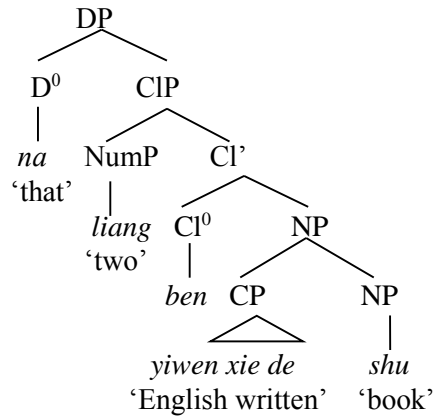 DP
D⁰ ClP
na NumP Cl’
‘that’
liang Cl⁰ NP
‘two’
ben CP NP
yiwen xie de shu
‘English written’ ‘book’